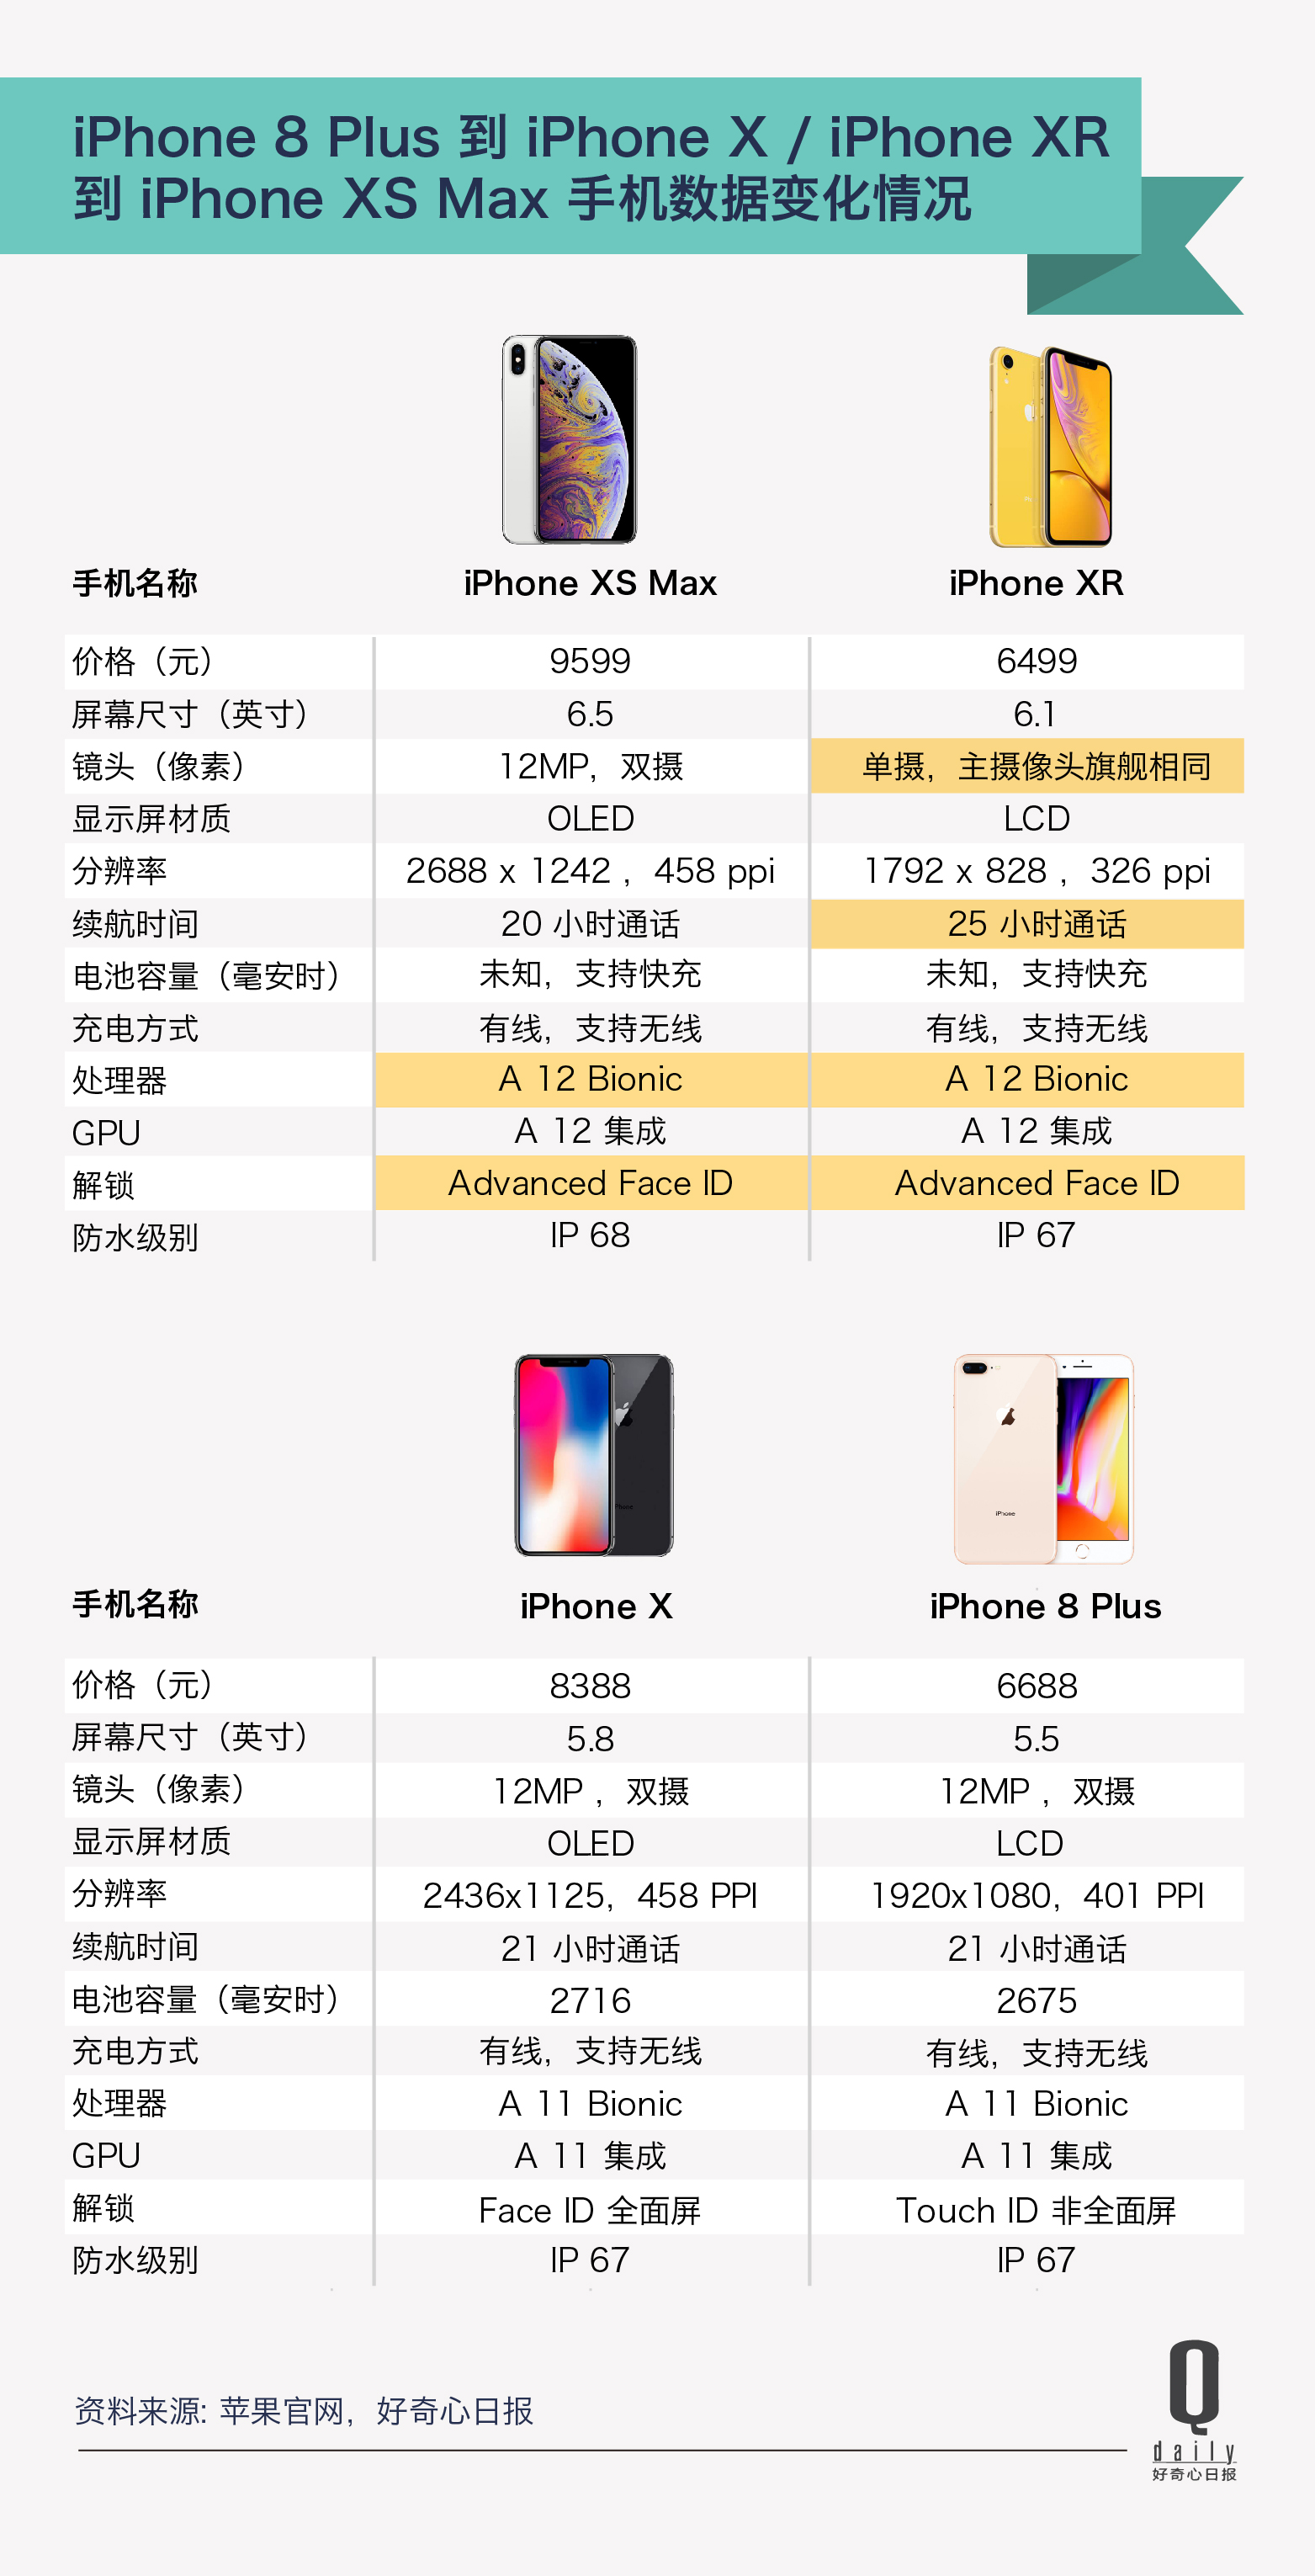 iPhone 8 Plus 到 iPhone X / iPhone XR
到 iPhone XS Max 手机数据变化情况
手机名称 iPhone XS Max iPhone XR
价格（元） 9599 6499
屏幕尺寸（英寸） 6.5 6.1
镜头（像素） 12MP，双摄 单摄，主摄像头旗舰相同
显示屏材质 OLED LCD
分辨率 2688 x 1242 ，458 ppi 1792 x 828 ，326 ppi
续航时间 20 小时通话 25 小时通话
电池容量（毫安时） 未知，支持快充 未知，支持快充
充电方式 有线，支持无线 有线，支持无线
处理器 A 12 Bionic A 12 Bionic
GPU A 12 集成 A 12 集成
解锁 Advanced Face ID Advanced Face ID
防水级别 IP 68 IP 67
iPhone
手机名称 iPhone X iPhone 8 Plus
价格（元） 8388 6688
屏幕尺寸（英寸） 5.8 5.5
镜头（像素） 12MP ，双摄 12MP ，双摄
显示屏材质 OLED LCD
分辨率 2436x1125，458 PPI 1920x1080，401 PPI
续航时间 21 小时通话 21 小时通话
电池容量（毫安时） 2716 2675
充电方式 有线，支持无线 有线，支持无线
处理器 A 11 Bionic A 11 Bionic
GPU A 11 集成 A 11 集成
解锁 Face ID 全面屏 Touch ID 非全面屏
防水级别 IP 67 IP 67
资料来源: 苹果官网，好奇心日报
Q
daily
好奇心日报